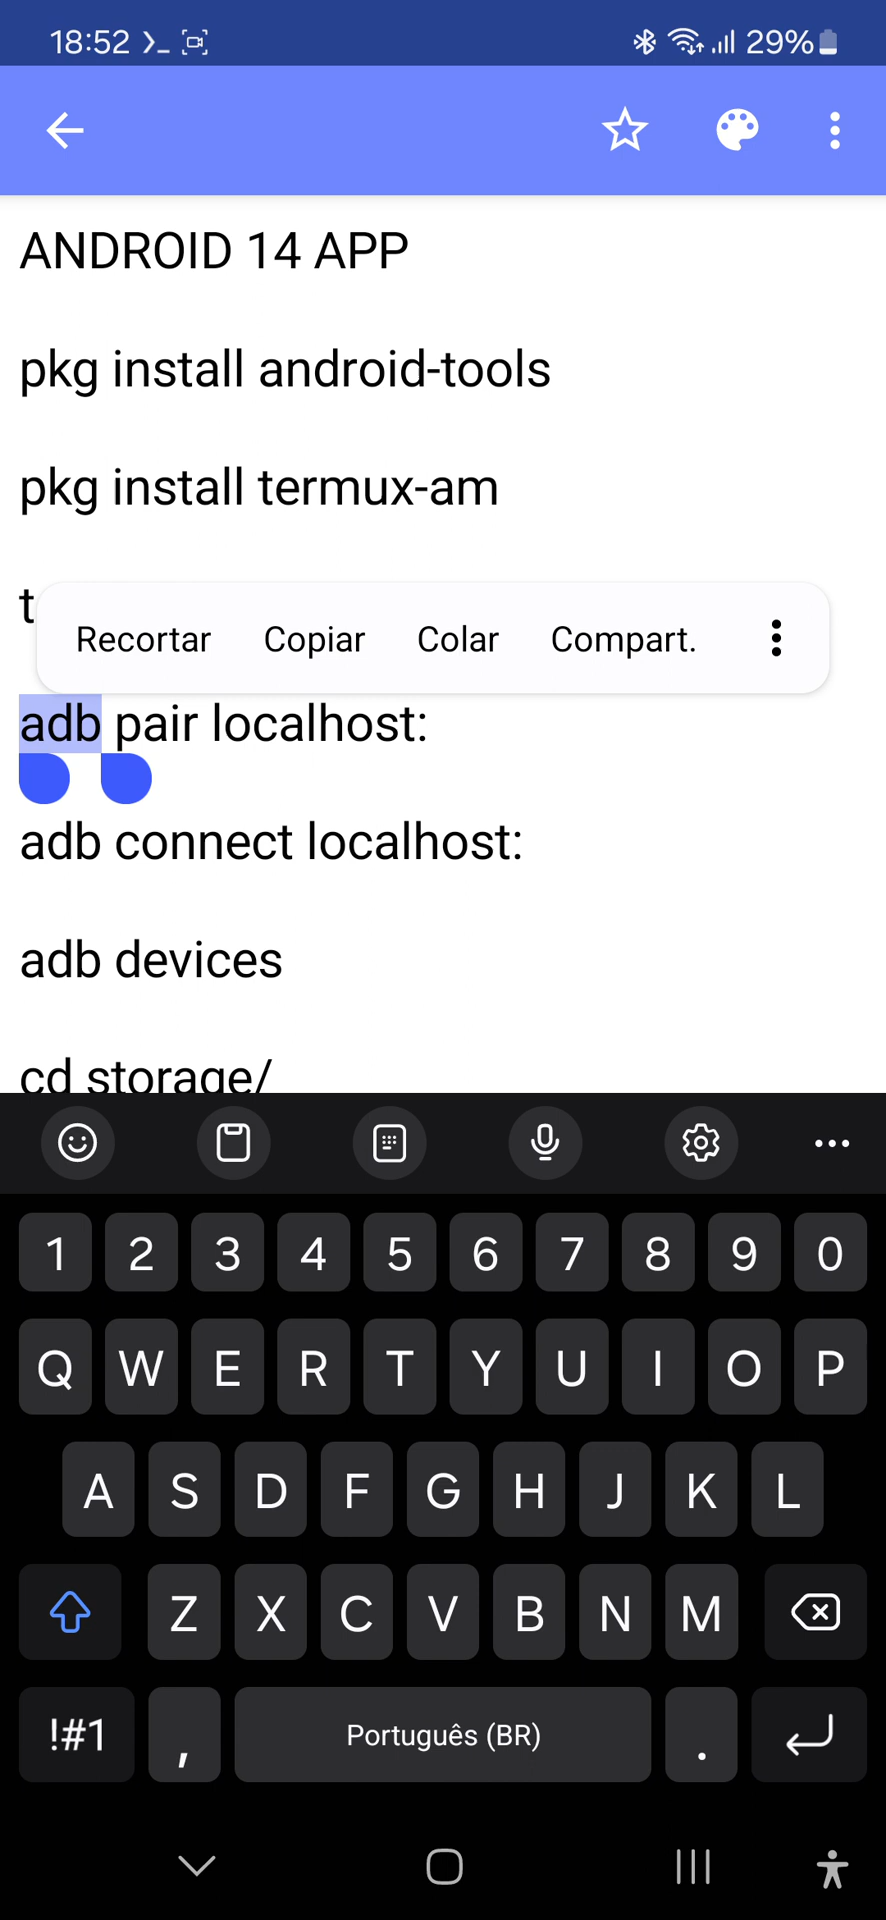 18:52
29%
ANDROID 14 APP
pkg install android-tools
pkg install termux-am
t
Recortar Copiar Colar Compart.
adb pair localhost:
adb connect localhost:
adb devices
cd storage/
1 2 3 4 5 6 7 8 9 0
Q W E R T Y U I O P
A S D F G H J K L
Z X C V B N M
!#1 , Português (BR) .